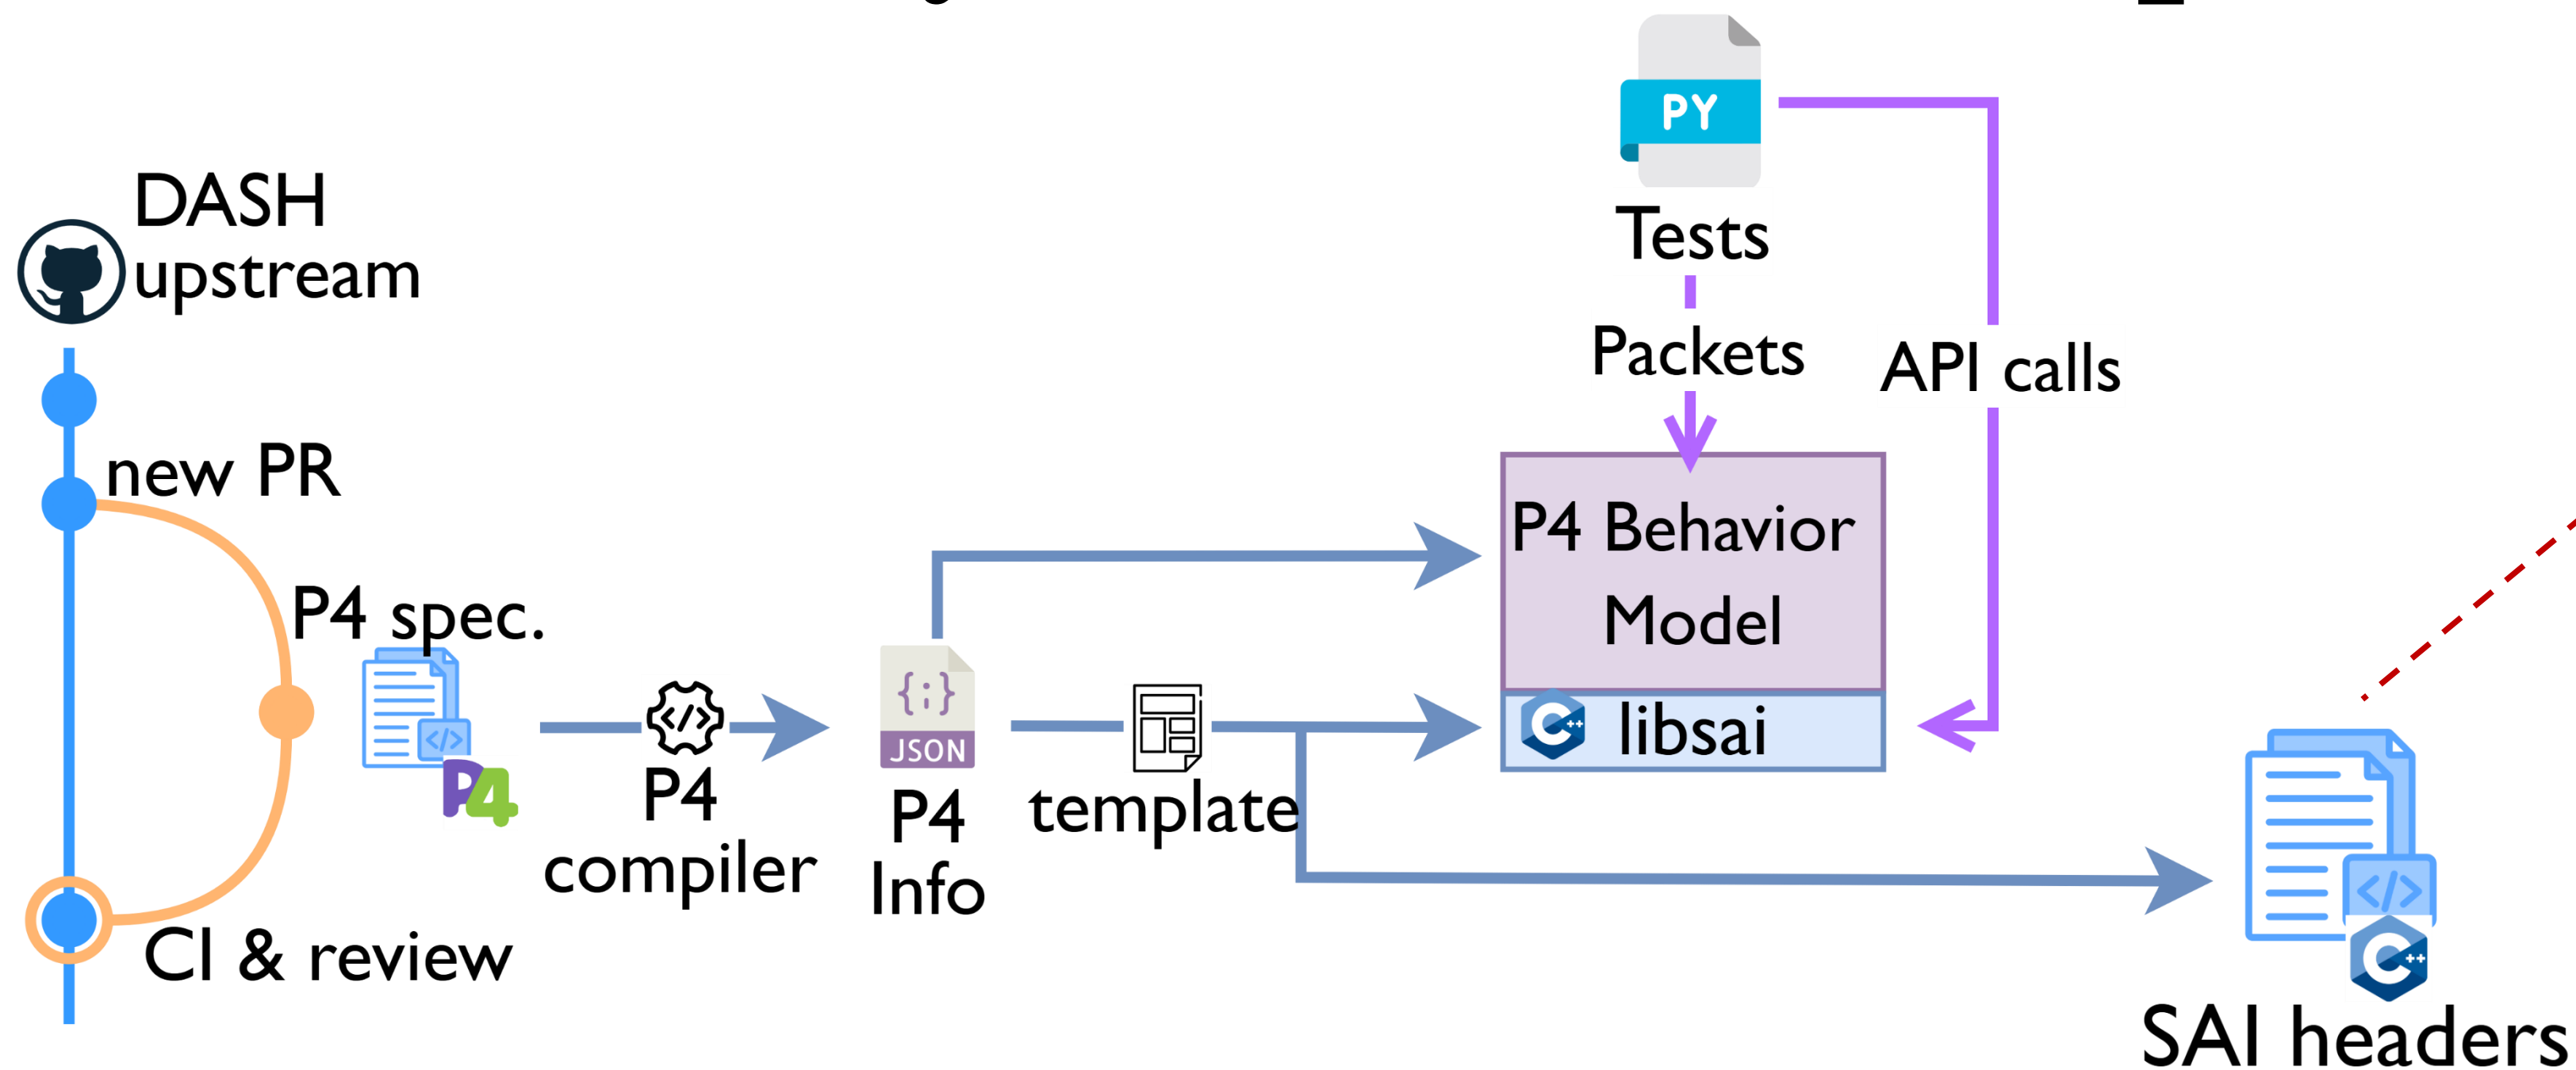 PY
Tests
Packets
API calls
DASH
upstream
new PR
P4 spec.
</>
P4
CI & review
</>
P4
compiler
{;}
JSON
P4
Info
template
P4 Behavior
Model
C++ libsai
</>
C++
SAI headers